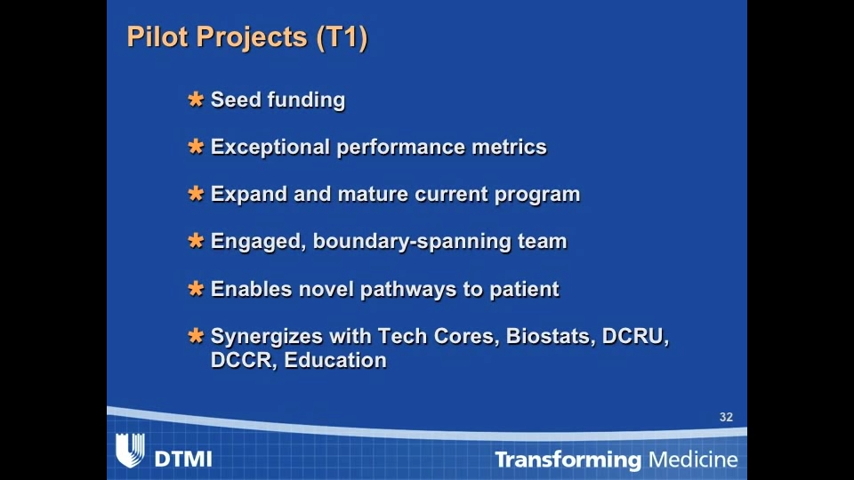 Pilot Projects (T1)
* Seed funding
* Exceptional performance metrics
* Expand and mature current program
* Engaged, boundary-spanning team
* Enables novel pathways to patient
* Synergizes with Tech Cores, Biostats, DCRU,
DCCR, Education
32
DTMI
Transforming Medicine